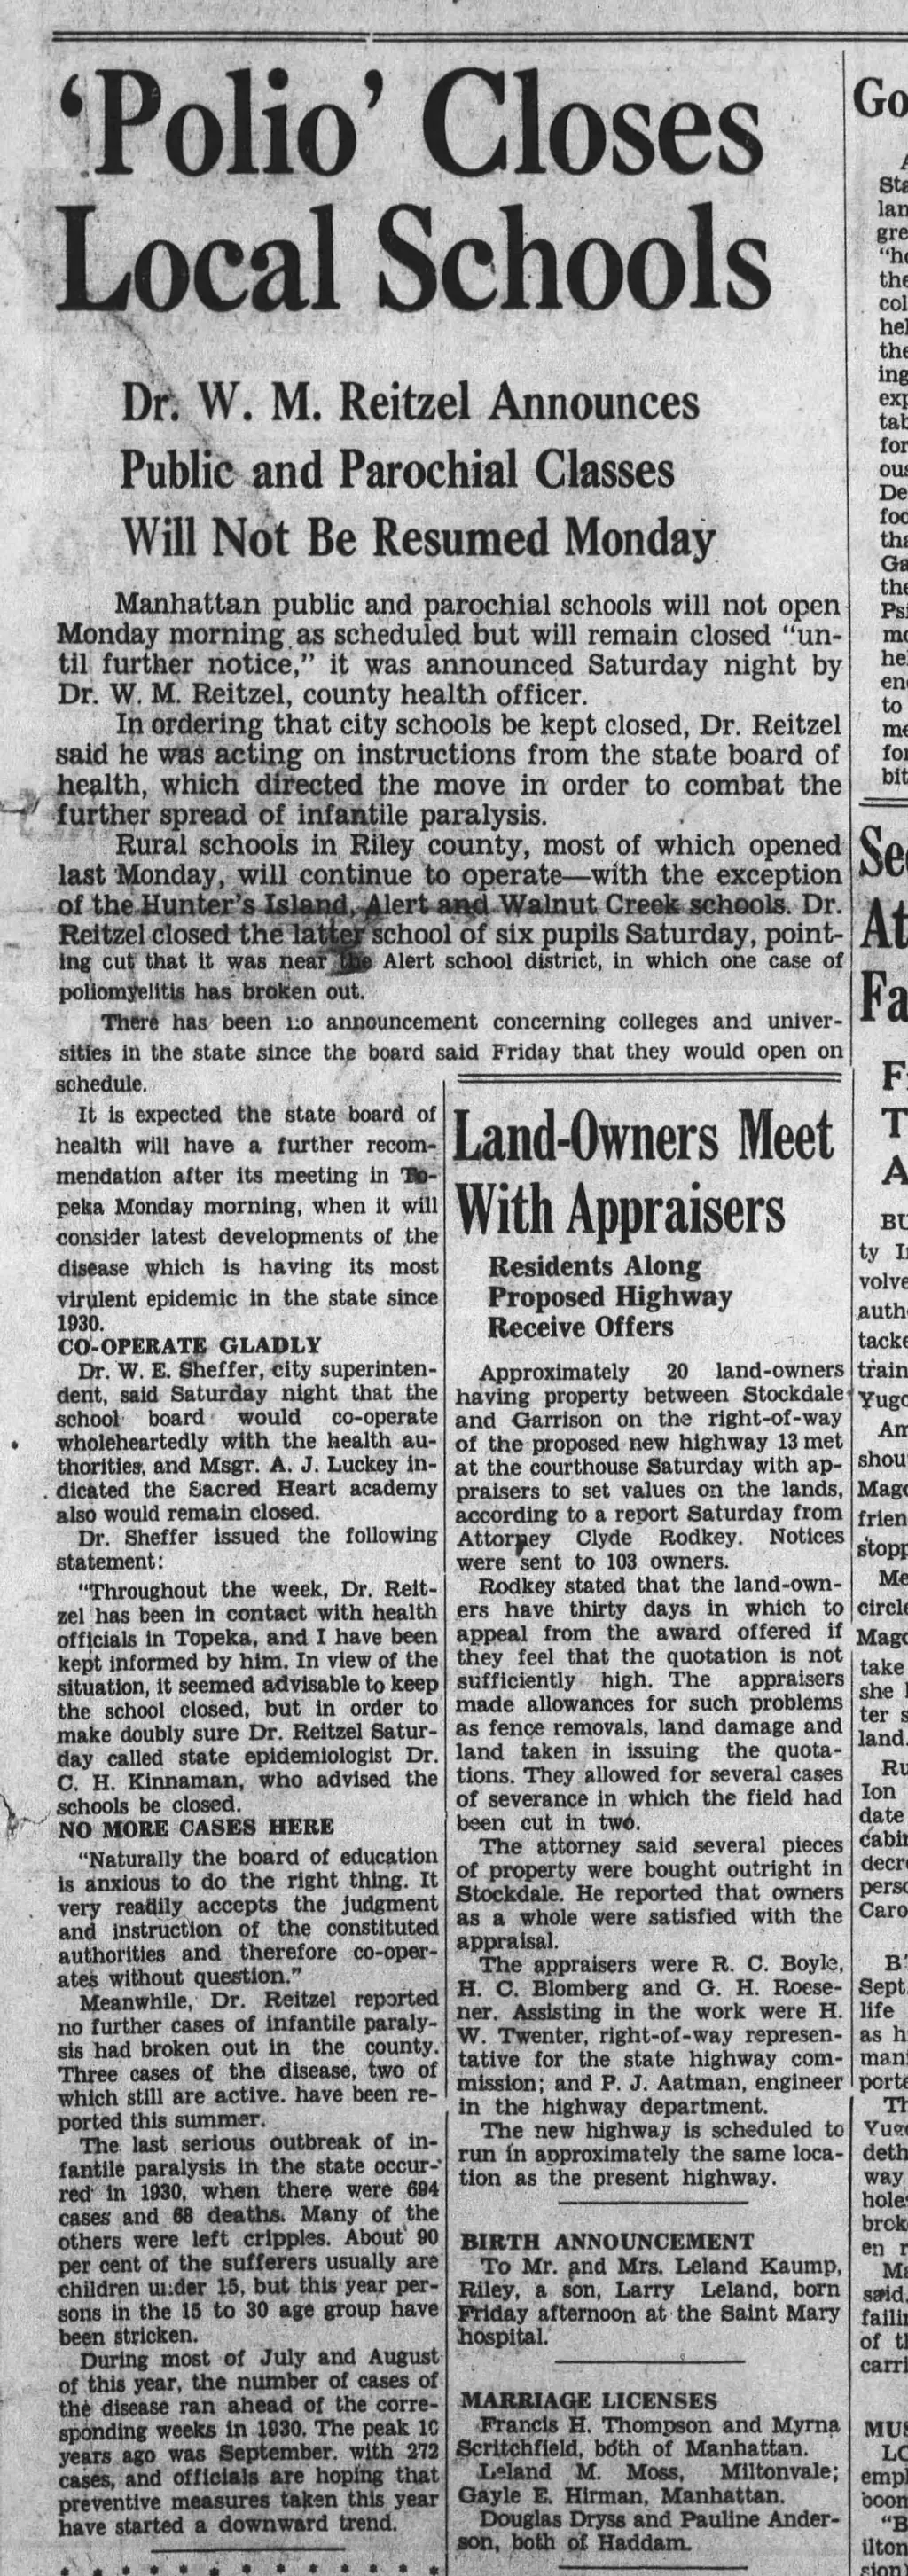 'Polio' Closes
Local Schools
Dr. W. M. Reitzel Announces
Public and Parochial Classes
Will Not Be Resumed Monday
Manhattan public and parochial schools will not open
Monday morning as scheduled but will remain closed "un-
til further notice," it was announced Saturday night by
Dr. W. M. Reitzel, county health officer.
In ordering that city schools be kept closed, Dr. Reitzel
said he was acting on instructions from the state board of
health, which directed the move in order to combat the
further spread of infantile paralysis.
Rural schools in Riley county, most of which opened
last Monday, will continue to operate—with the exception
of the Hunter's Island, Alert and Walnut Creek schools. Dr.
Reitzel closed the latter school of six pupils Saturday, point-
ing cut that it was near the Alert school district, in which one case of
poliomyelitis has broken out.
There has been no announcement concerning colleges and univer-
sities in the state since the board said Friday that they would open on
schedule.
It is expected the state board of
health will have a further recom-
mendation after its meeting in To-
peka Monday morning, when it will
consider latest developments of the
disease which is having its most
virulent epidemic in the state since
1930.
CO-OPERATE GLADLY
Dr. W. E. Sheffer, city superinten-
dent, said Saturday night that the
school board would co-operate
wholeheartedly with the health au-
thorities, and Msgr. A. J. Luckey in-
dicated the Sacred Heart academy
also would remain closed.
Dr. Sheffer issued the following
statement:
"Throughout the week, Dr. Reit-
zel has been in contact with health
officials in Topeka, and I have been
kept informed by him. In view of the
situation, it seemed advisable to keep
the school closed, but in order to
make doubly sure Dr. Reitzel Satur-
day called state epidemiologist Dr.
C. H. Kinnaman, who advised the
schools be closed.
NO MORE CASES HERE
"Naturally the board of education
is anxious to do the right thing. It
very readily accepts the judgment
and instruction of the constituted
authorities and therefore co-oper-
ates without question."
Meanwhile, Dr. Reitzel reported
no further cases of infantile paraly-
sis had broken out in the county.
Three cases of the disease, two of
which still are active. have been re-
ported this summer.
The last serious outbreak of in-
fantile paralysis in the state occur-
red in 1930, when there were 694
cases and 68 deaths. Many of the
others were left cripples. About 90
per cent of the sufferers usually are
children under 15, but this year per-
sons in the 15 to 30 age group have
been stricken.
During most of July and August
of this year, the number of cases of
the disease ran ahead of the corre-
sponding weeks in 1930. The peak 10
years ago was September. with 272
cases, and officials are hoping that
preventive measures taken this year
have started a downward trend.
Land-Owners Meet
With Appraisers
Residents Along
Proposed Highway
Receive Offers
Approximately 20 land-owners
having property between Stockdale
and Garrison on the right-of-way
of the proposed new highway 13 met
at the courthouse Saturday with ap-
praisers to set values on the lands,
according to a report Saturday from
Attorney Clyde Rodkey. Notices
were sent to 103 owners.
Rodkey stated that the land-own-
ers have thirty days in which to
appeal from the award offered if
they feel that the quotation is not
sufficiently high. The appraisers
made allowances for such problems
as fence removals, land damage and
land taken in issuing the quota-
tions. They allowed for several cases
of severance in which the field had
been cut in two.
The attorney said several pieces
of property were bought outright in
Stockdale. He reported that owners
as a whole were satisfied with the
appraisal.
The appraisers were R. C. Boyle,
H. C. Blomberg and G. H. Roese-
ner. Assisting in the work were H.
W. Twenter, right-of-way represen-
tative for the state highway com-
mission; and P. J. Aatman, engineer
in the highway department.
The new highway is scheduled to
run in approximately the same loca-
tion as the present highway.
BIRTH ANNOUNCEMENT
To Mr. and Mrs. Leland Kaump,
Riley, a son, Larry Leland, born
Friday afternoon at the Saint Mary
hospital.
MARRIAGE LICENSES
Francis H. Thompson and Myrna
Scritchfield, both of Manhattan.
Leland M. Moss, Miltonvale;
Gayle E. Hirman, Manhattan.
Douglas Dryss and Pauline Ander-
son, both of Haddam.